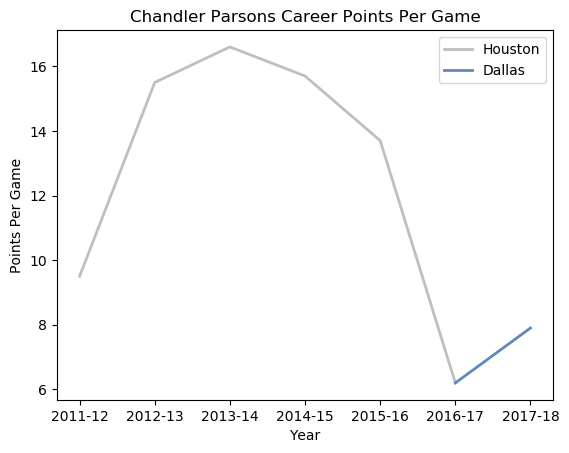 Chandler Parsons Career Points Per Game
Houston
Dallas
16
14
12
10
8
6
Points Per Game
2011-12 2012-13 2013-14 2014-15 2015-16 2016-17 2017-18
Year